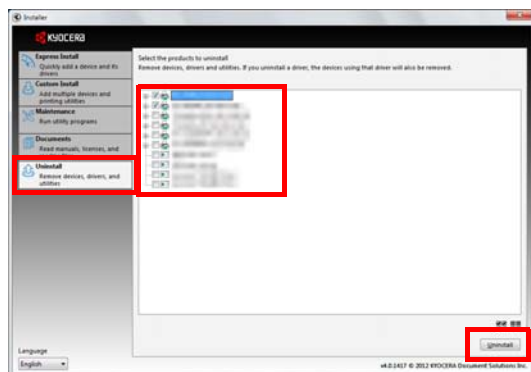 Installer
KYOCERA
Express Install
Quickly add a device and its
drivers
Custom Install
Add multiple devices and
printing utilities
Maintenance
Run utility programs
Documents
Read manuals, licenses, and
Uninstall
Remove devices, drivers, and
utilities
Select the products to uninstall
Remove devices, drivers and utilities. If you uninstall a driver, the devices using that driver will also be removed.
Uninstall
Language
English
v4.0.1417 © 2012 KYOCERA Document Solutions Inc.